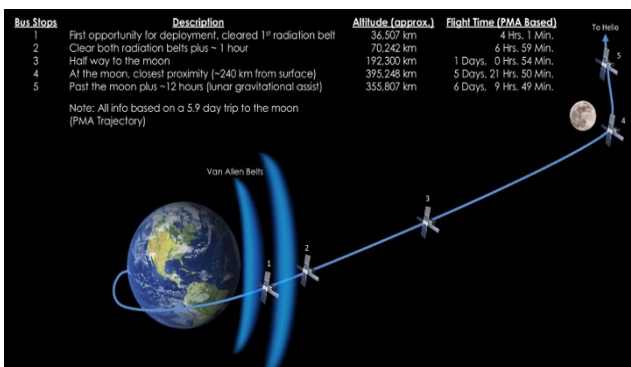 Bus Stops Description Altitude (approx.) Flight Time (PMA Based)
1 First opportunity for deployment, cleared 1st radiation belt 36,507 km 4 Hrs, 1 Min.
2 Clear both radiation belts plus ~ 1 hour 70,242 km 6 Hrs, 59 Min.
3 Half way to the moon 192,300 km 1 Days, 0 Hrs, 54 Min.
4 At the moon, closest proximity (~240 km from surface) 395,248 km 5 Days, 21 Hrs, 50 Min.
5 Past the moon plus ~12 hours (lunar gravitational assist) 355,807 km 6 Days, 9 Hrs, 49 Min.
Note: All info based on a 5.9 day trip to the moon
(PMA Trajectory)
To Helio
5
4
Van Allen Belts
3
2
1